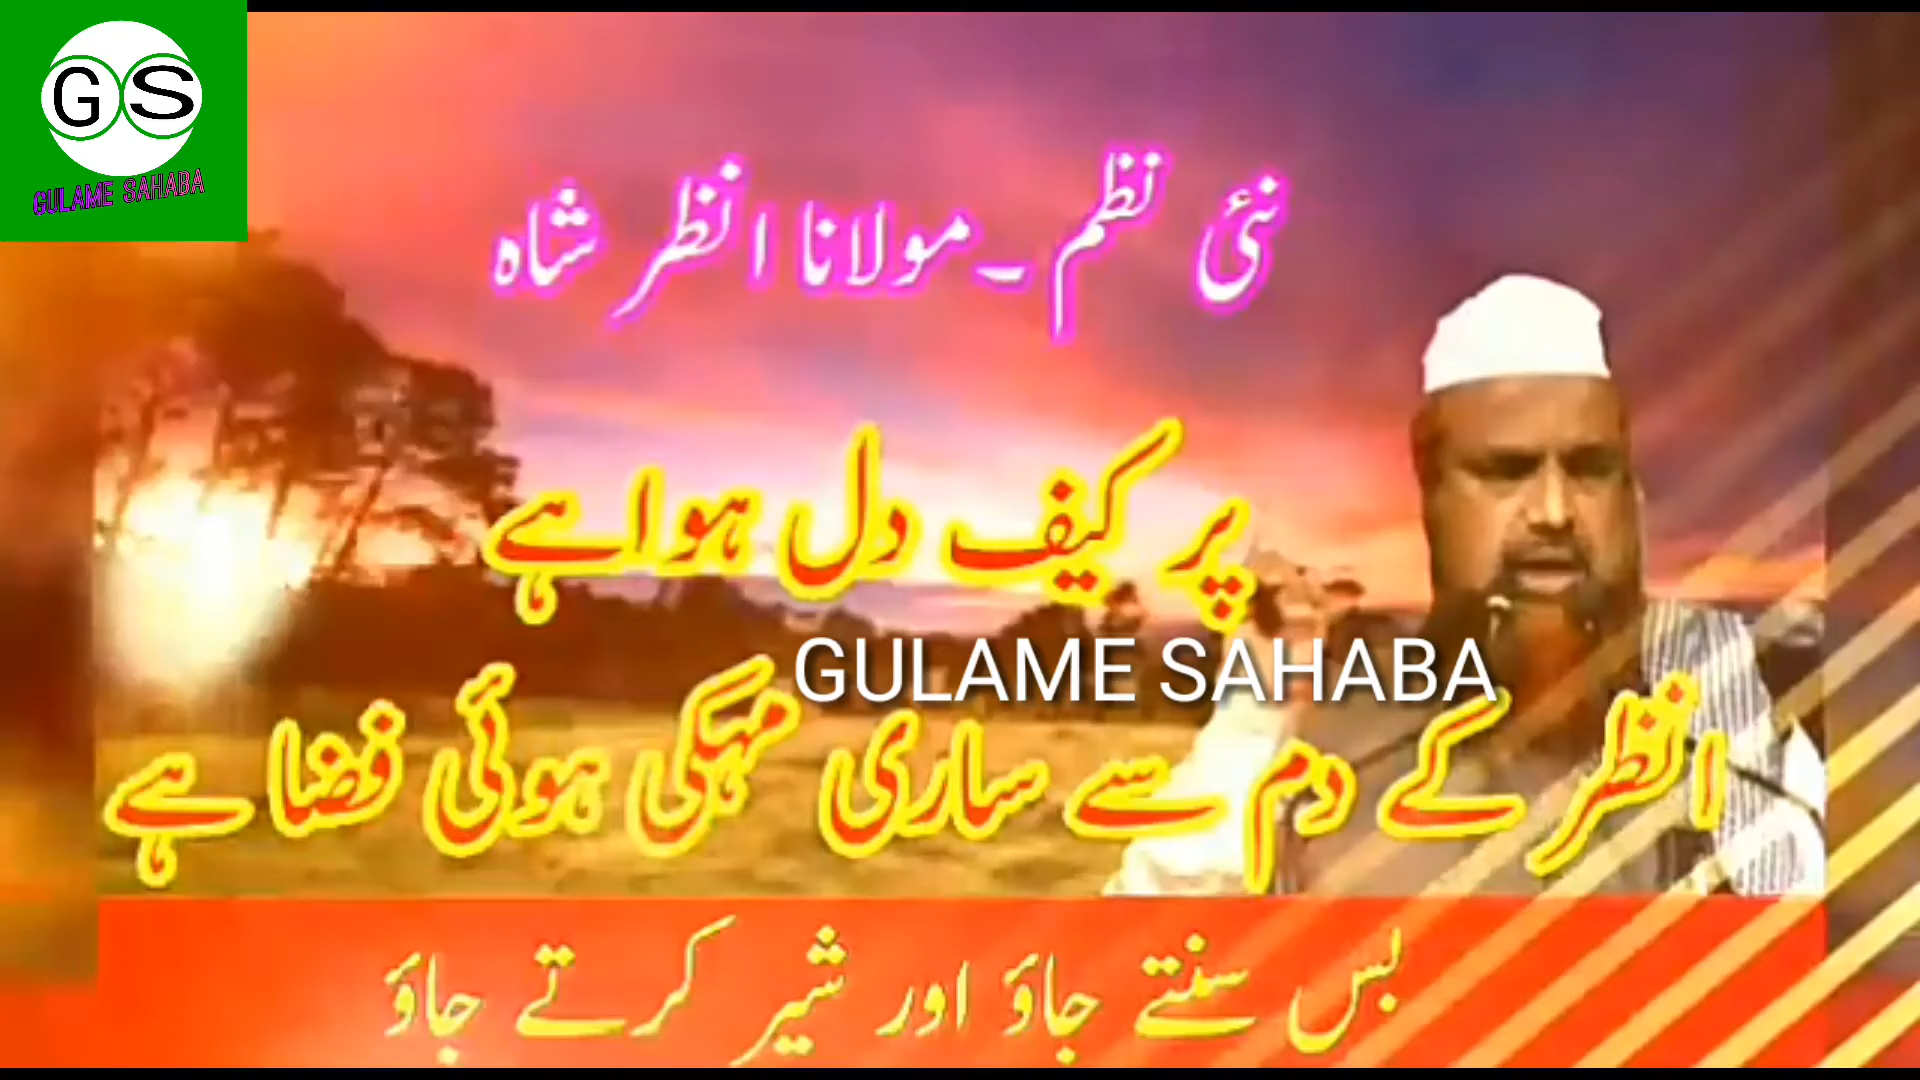 GS
GULAME SAHABA
نئی نظم ۔ مولانا انظر شاہ
پر کیف دل ہوا ہے
GULAME SAHABA
انظر کے دم سے ساری مہکی ہوئی فضا ہے
بس سنتے جاؤ اور شیر کرتے جاؤ